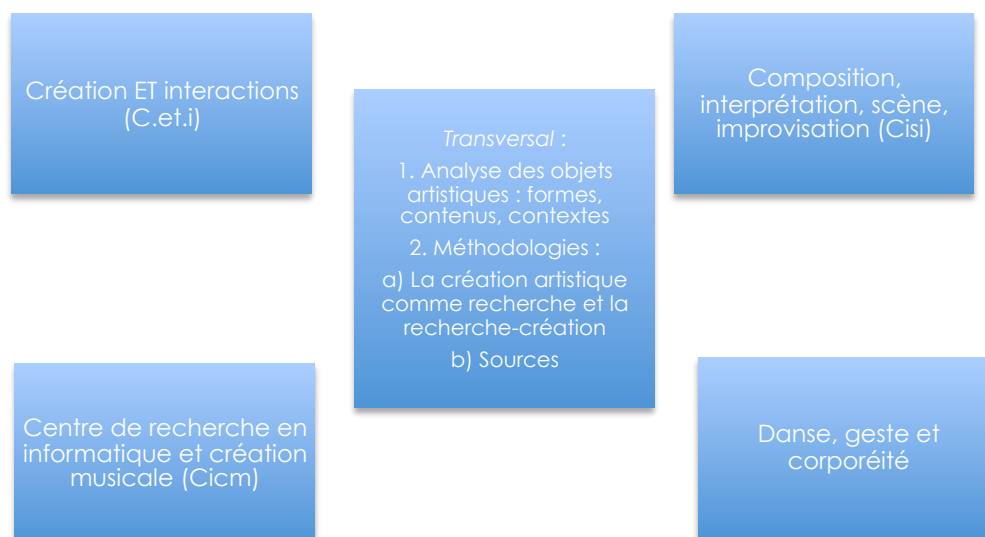 Création ET interactions
(C.et.i)
Composition,
interprétation, scène,
improvisation (Cisi)
Transversal :
1. Analyse des objets
artistiques : formes,
contenus, contextes
2. Méthodologies :
a) La création artistique
comme recherche et la
recherche-création
b) Sources
Centre de recherche en
informatique et création
musicale (Cicm)
Danse, geste et
corporéité